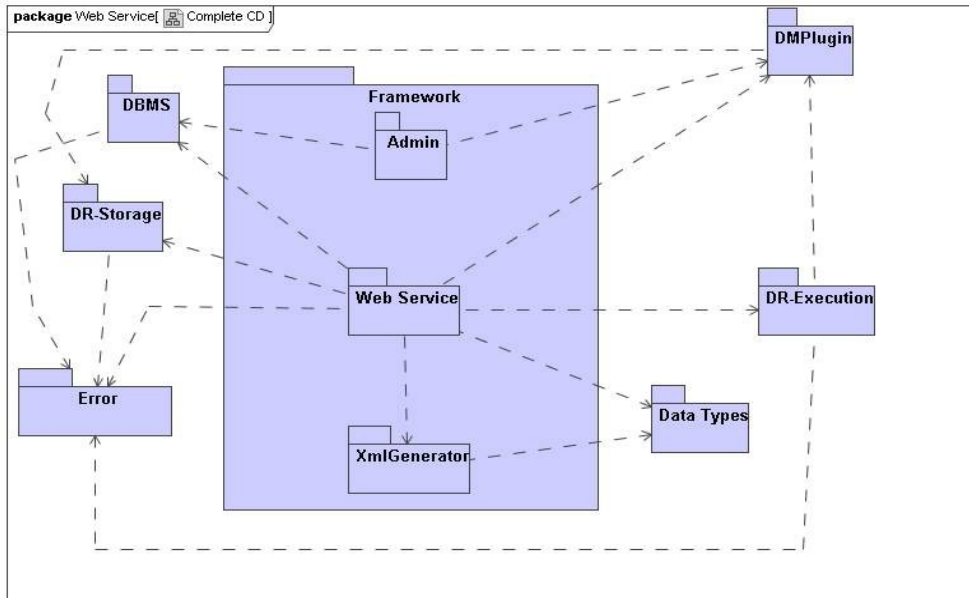 package Web Service[ Complete CD ]
DMPlugin
Framework
DBMS
Admin
DR-Storage
Web Service
DR-Execution
Error
Data Types
XmlGenerator